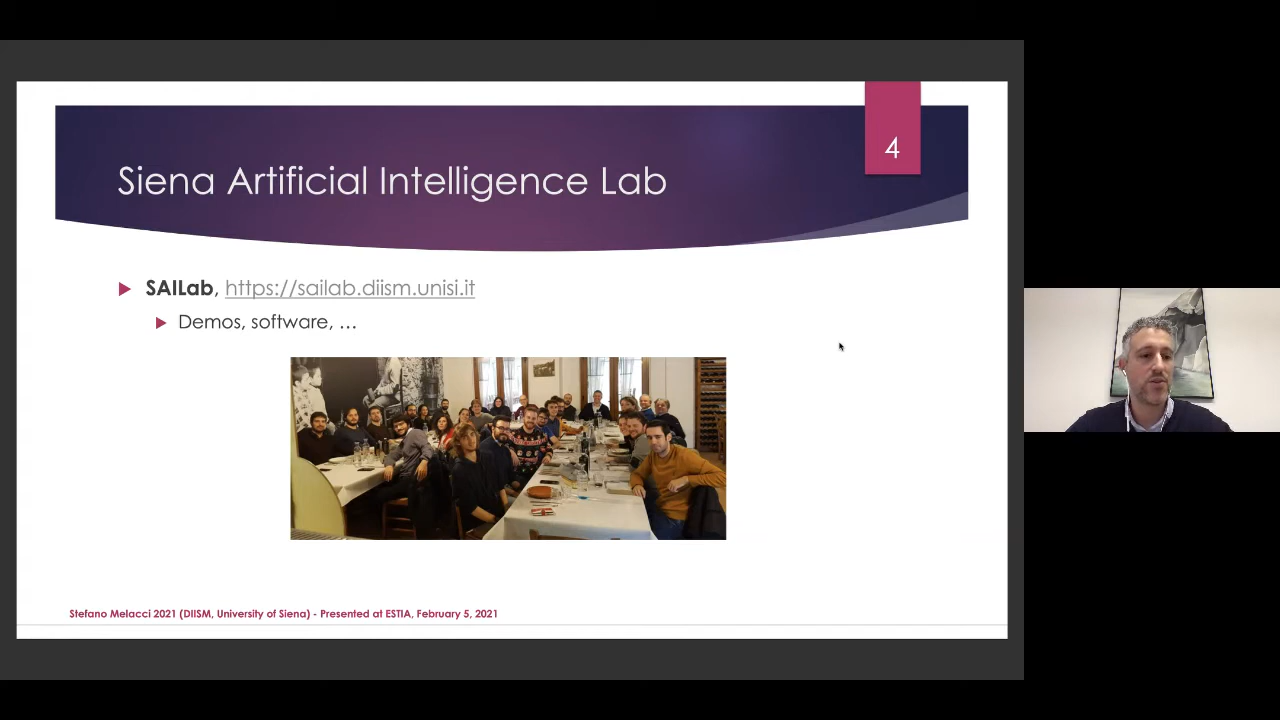 4
Siena Artificial Intelligence Lab
SAILab, https://sailab.diism.unisi.it
Demos, software, …
Stefano Melacci 2021 (DIISM, University of Siena) - Presented at ESTIA, February 5, 2021